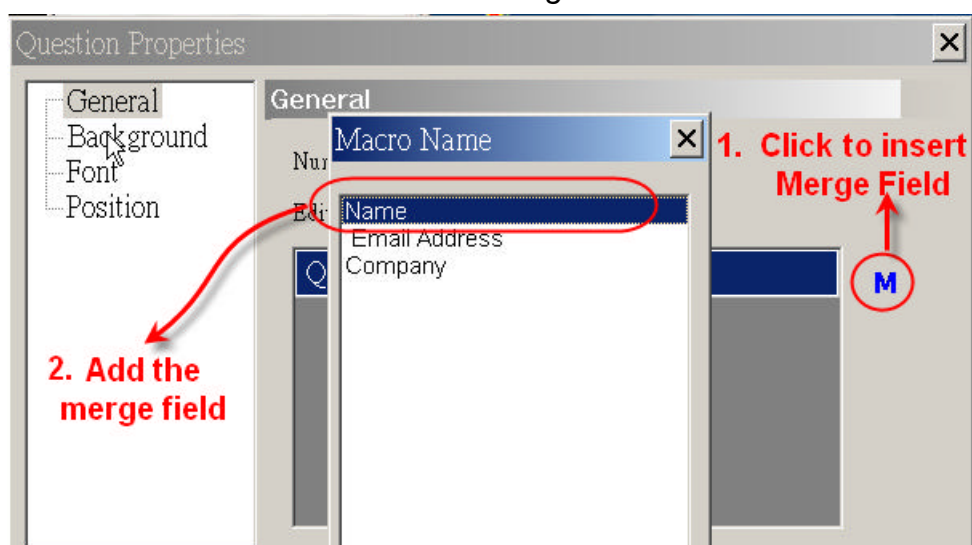 Question Properties
General
Background
Font
Position
General
Macro Name
Name
Email Address
Company
1. Click to insert
Merge Field
M
2. Add the
merge field